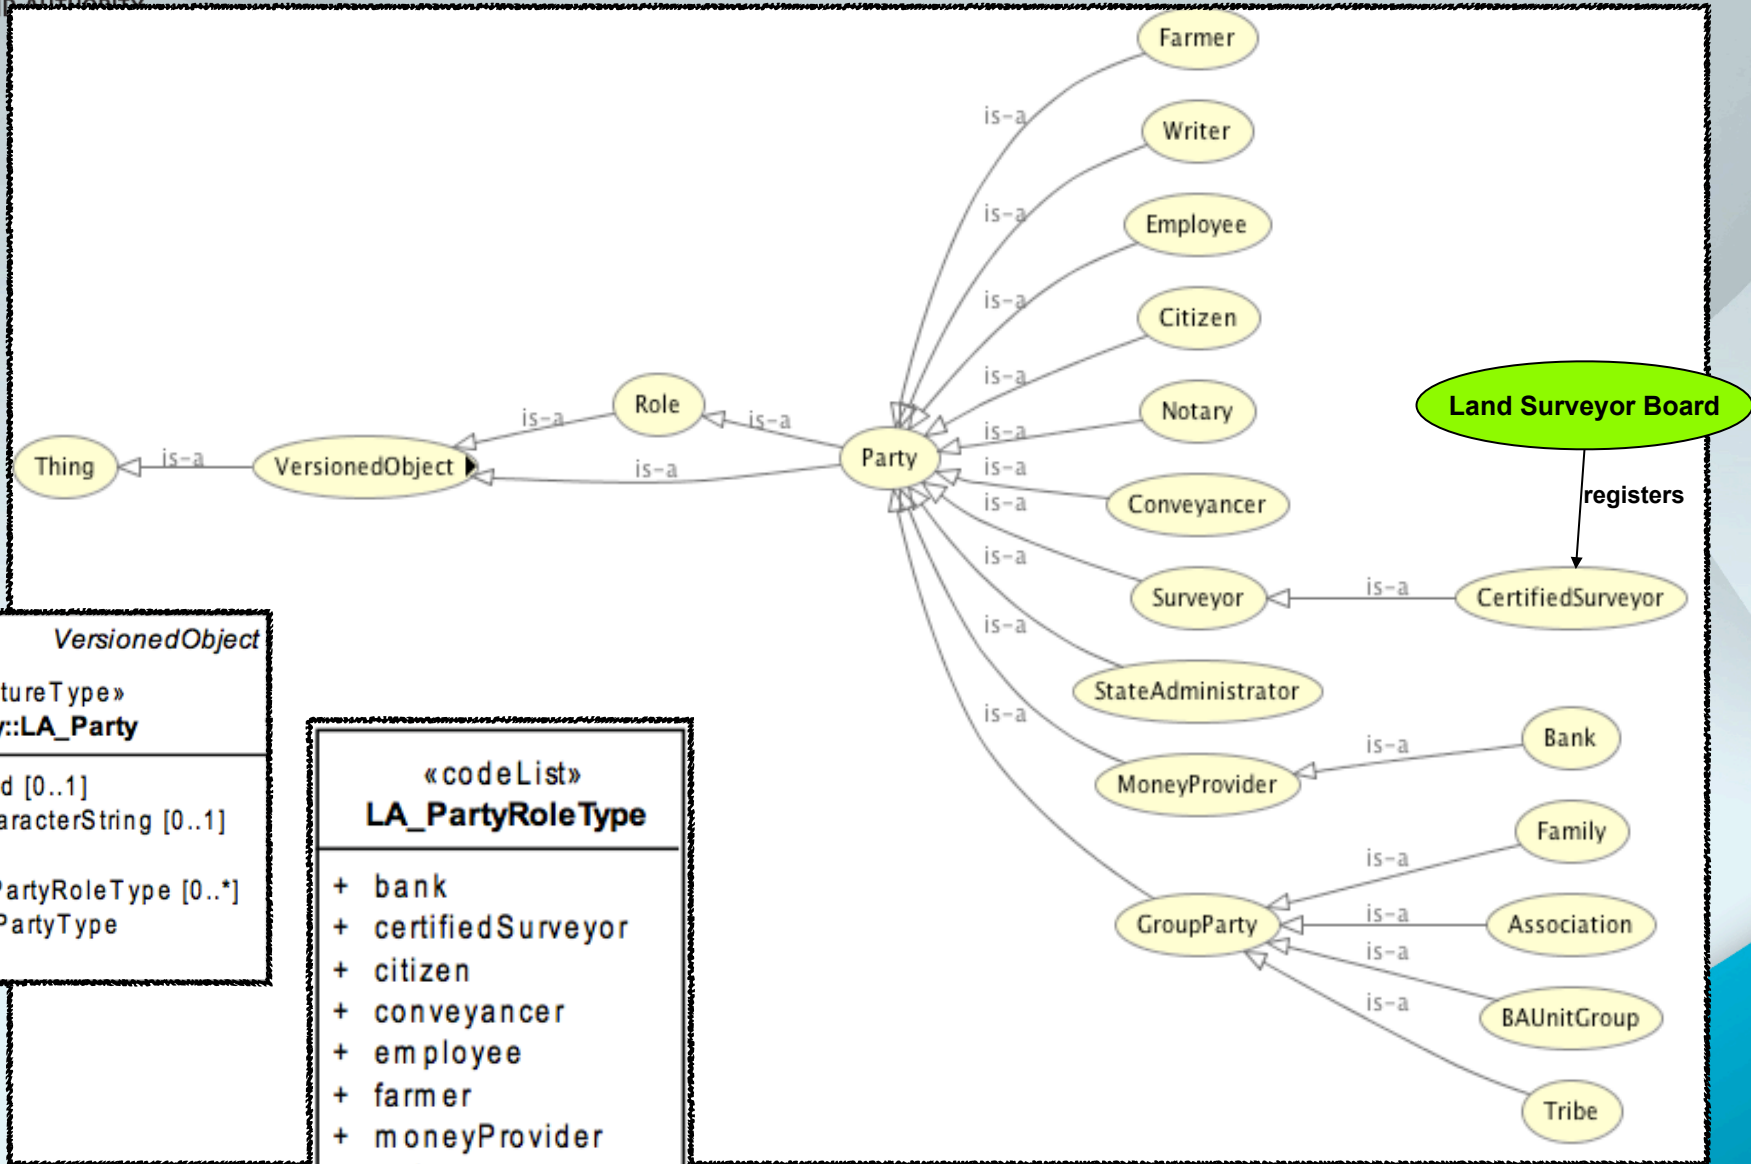 Farmer
is-a
Writer
is-a
Employee
is-a
Citizen
is-a
Notary
is-a
Conveyancer
is-a
Surveyor
is-a
CertifiedSurveyor
is-a
Land Surveyor Board
registers
StateAdministrator
is-a
MoneyProvider
is-a
Bank
is-a
GroupParty
is-a
Family
is-a
Association
is-a
BAUnitGroup
is-a
Tribe
is-a
Party
is-a
is-a
Role
is-a
VersionedObject
is-a
Thing
VersionedObject
tureType»
::LA_Party
d [0..1]
aracterString [0..1]
PartyRoleType [0..*]
PartyType
«codeList»
LA_PartyRoleType
+ bank
+ certifiedSurveyor
+ citizen
+ conveyancer
+ employee
+ farmer
+ moneyProvider